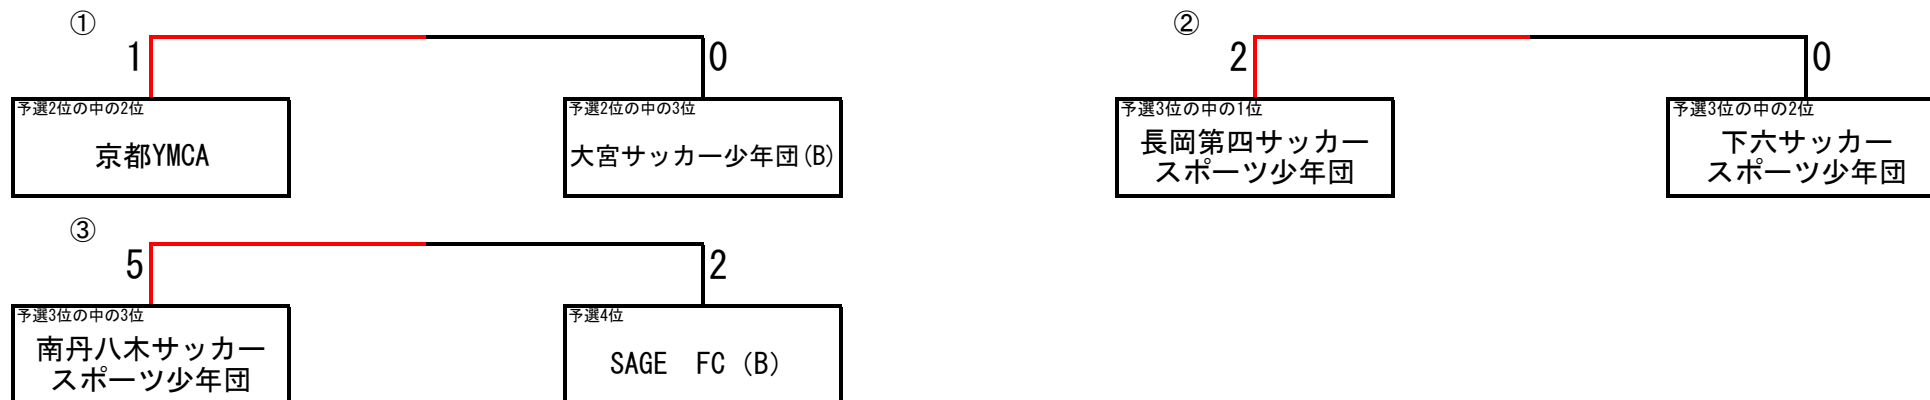 ①
1
0
予選2位の中の2位
京都YMCA
予選2位の中の3位
大宮サッカー少年団(B)
②
2
0
予選3位の中の1位
長岡第四サッカー
スポーツ少年団
予選3位の中の2位
下六サッカー
スポーツ少年団
③
5
2
予選3位の中の3位
南丹八木サッカー
スポーツ少年団
予選4位
SAGE　FC (B)